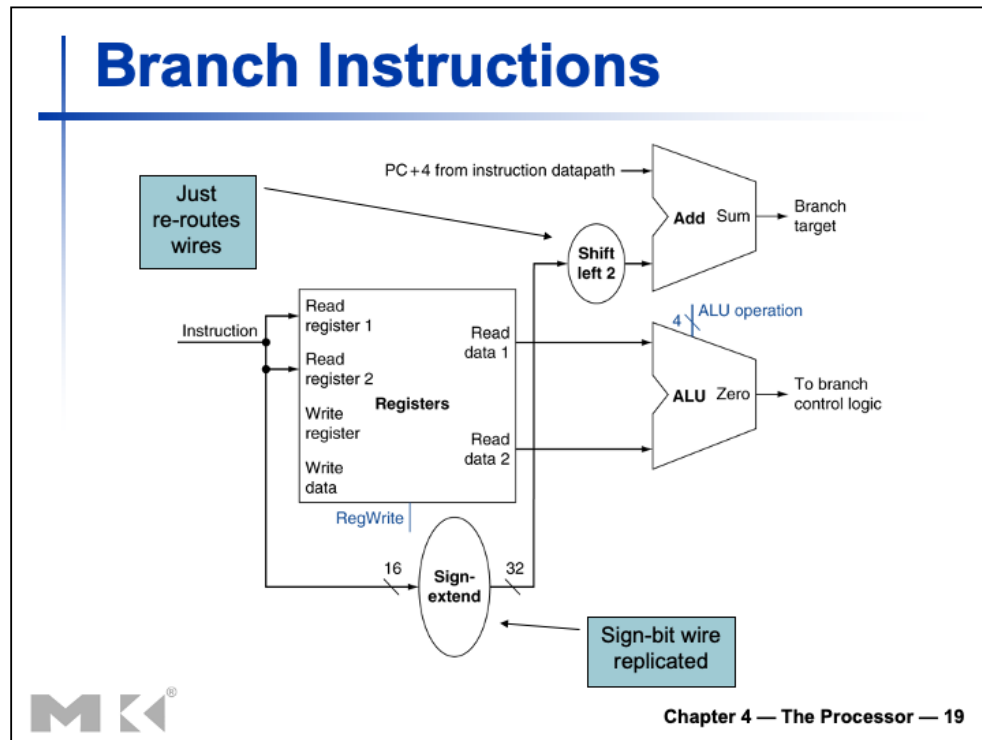 Branch Instructions
PC+4 from instruction datapath
Just
re-routes
wires
Add Sum
Branch
target
Shift
left 2
Instruction
Read
register 1
Read
register 2
Write
register
Write
data
Registers
Read
data 1
Read
data 2
RegWrite
4
ALU operation
ALU Zero
To branch
control logic
16
Sign-
extend
32
Sign-bit wire
replicated
MK®
Chapter 4 — The Processor — 19